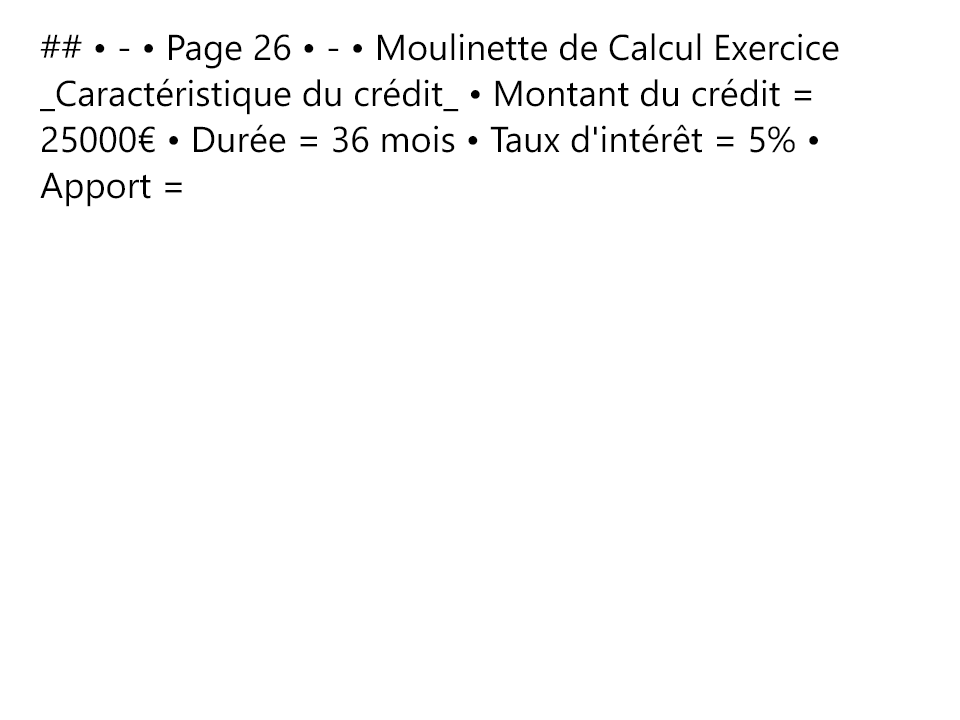 ## • - • Page 26 • - • Moulinette de Calcul Exercice
_Caractéristique du crédit_ • Montant du crédit =
25000€ • Durée = 36 mois • Taux d'intérêt = 5% •
Apport =